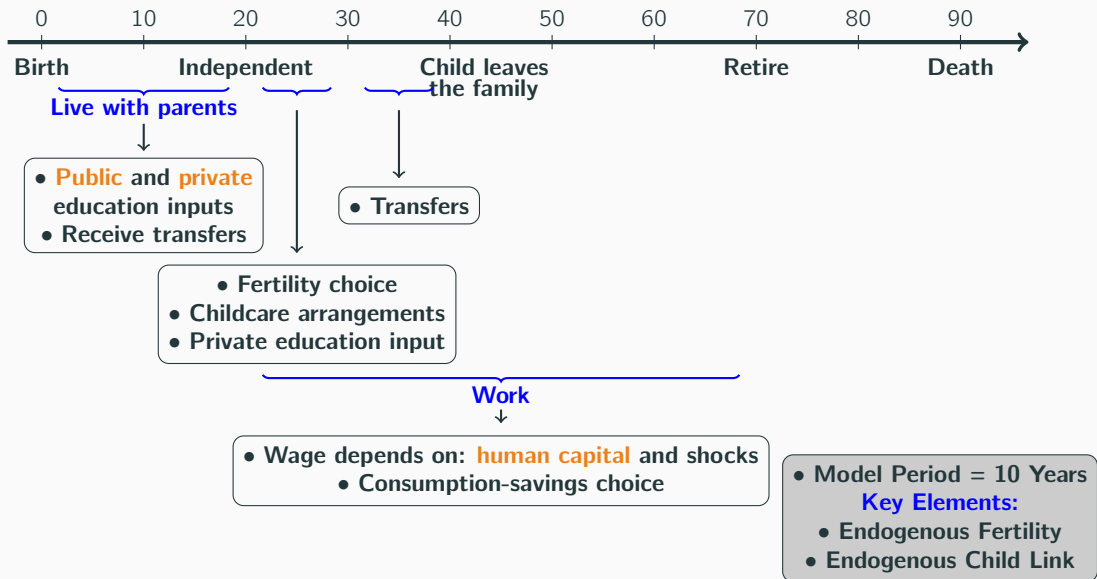 0 10 20 30 40 50 60 70 80 90
Birth Independent Child leaves the family Retire Death
Live with parents
• Public and private
education inputs
• Receive transfers
• Transfers
• Fertility choice
• Childcare arrangements
• Private education input
Work
• Wage depends on: human capital and shocks
• Consumption-savings choice
• Model Period = 10 Years
Key Elements:
• Endogenous Fertility
• Endogenous Child Link